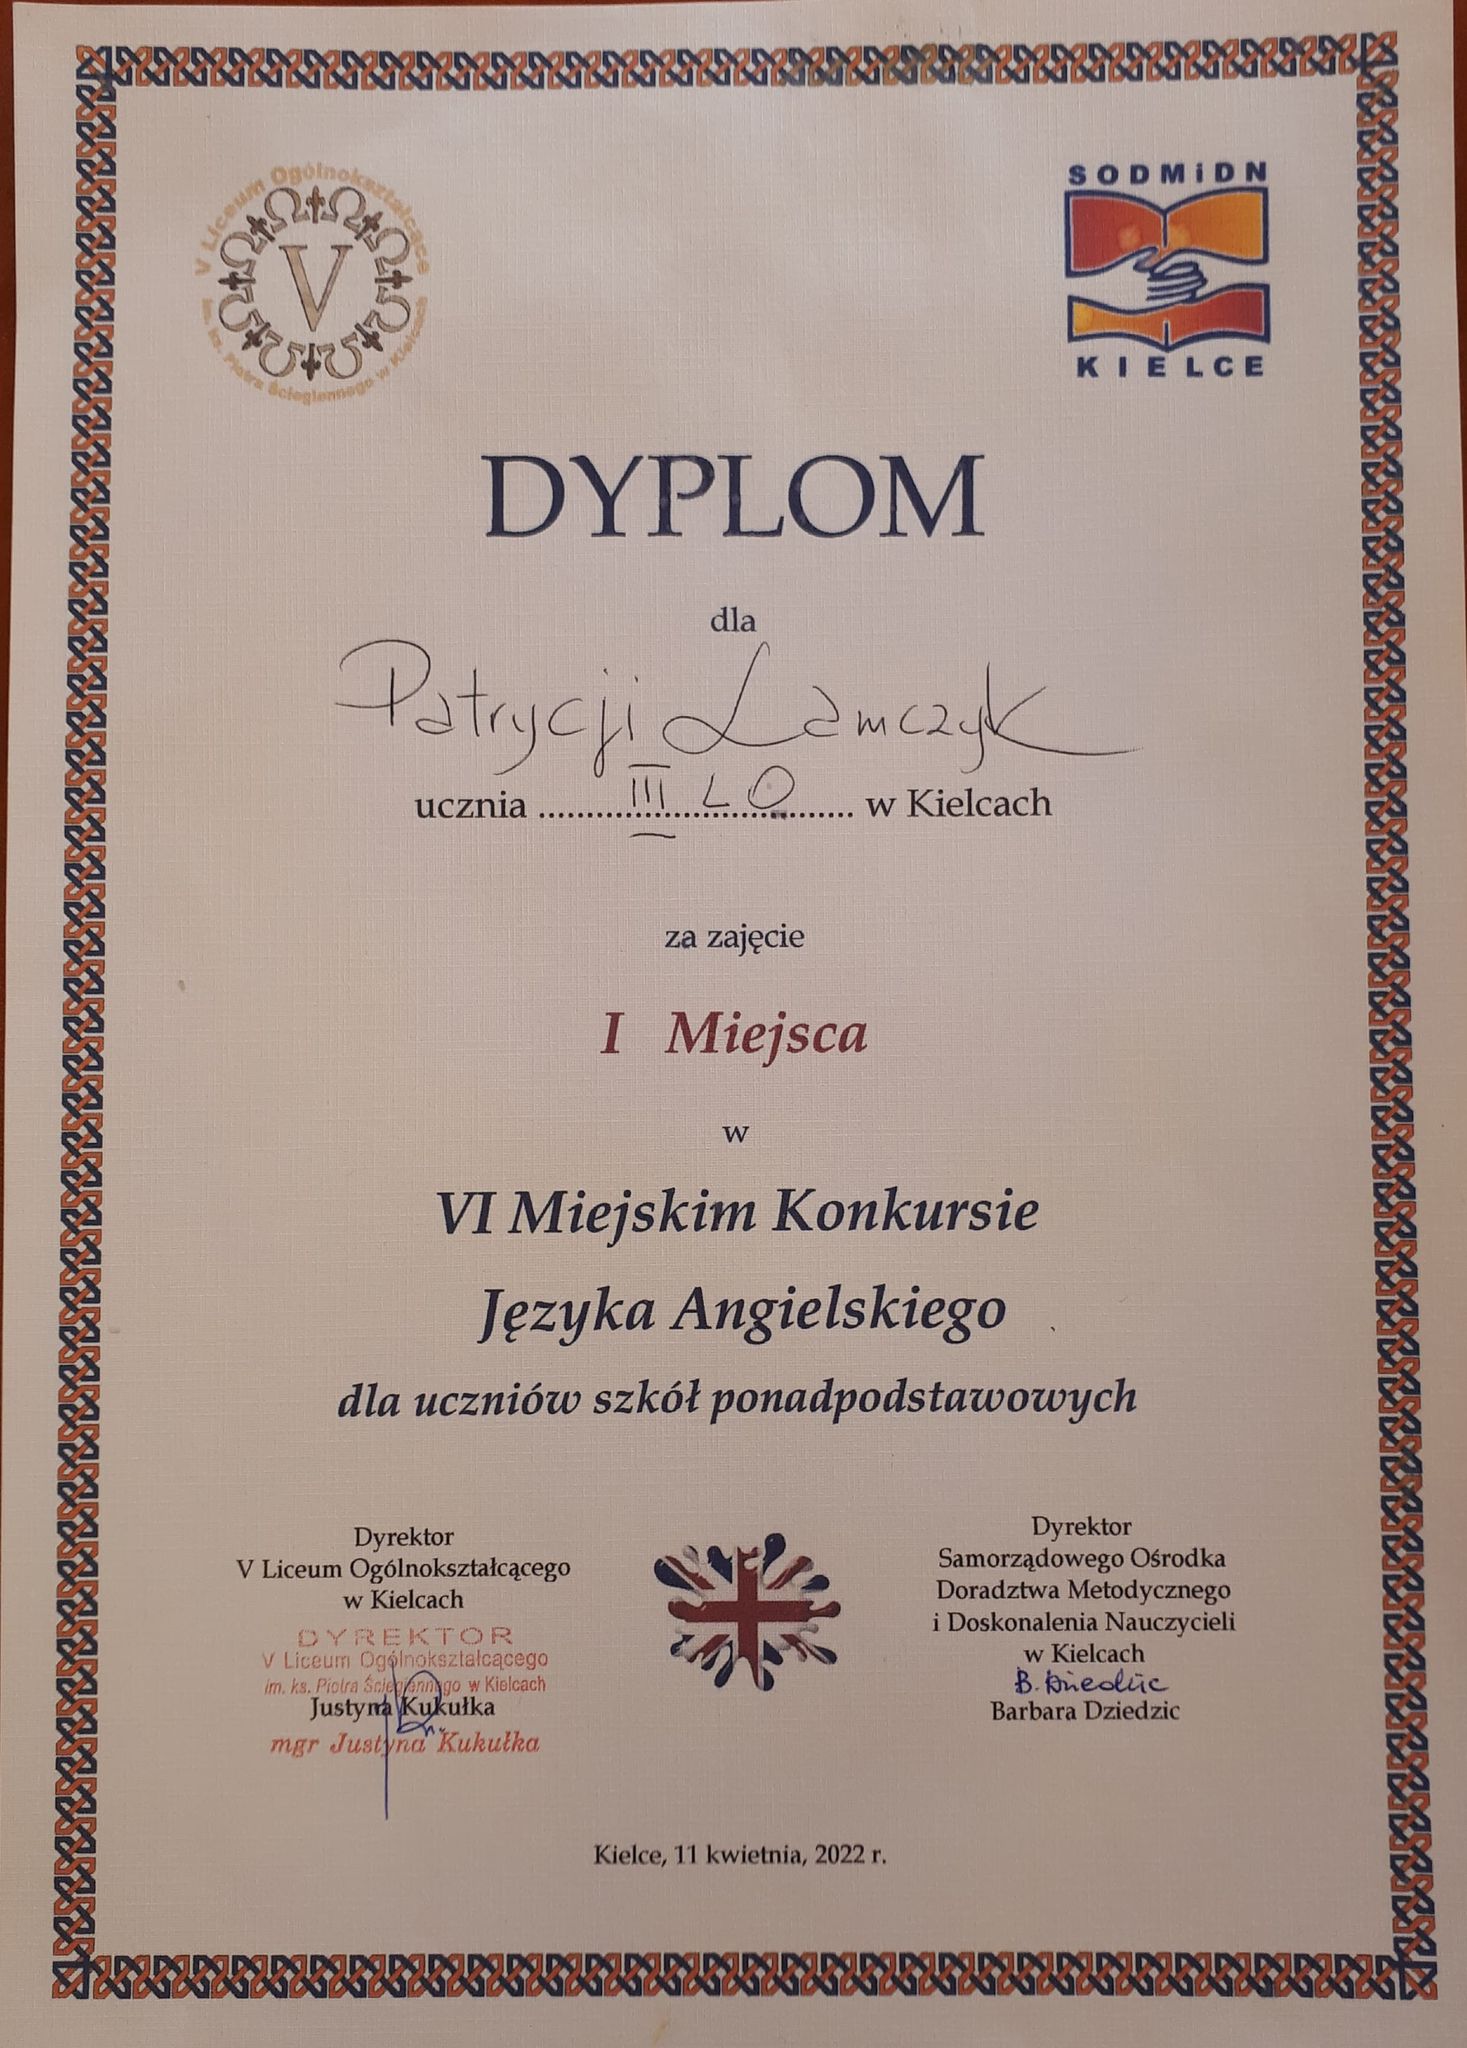 V Liceum Ogólnokształcące
im. ks. Piotra Ściegiennego w Kielcach
V
SODMiDN
KIELCE
DYPLOM
dla
Patrycji Lamczyk
ucznia ..........III LO.......... w Kielcach
za zajęcie
I Miejsca
w
VI Miejskim Konkursie
Języka Angielskiego
dla uczniów szkół ponadpodstawowych
Dyrektor
V Liceum Ogólnokształcącego
w Kielcach
DYREKTOR
V Liceum Ogólnokształcącego
im. ks. Piotra Ściegiennego w Kielcach
Justyna Kukułka
mgr Justyna Kukułka
Dyrektor
Samorządowego Ośrodka
Doradztwa Metodycznego
i Doskonalenia Nauczycieli
w Kielcach
B. Dziedzic
Barbara Dziedzic
Kielce, 11 kwietnia, 2022 r.